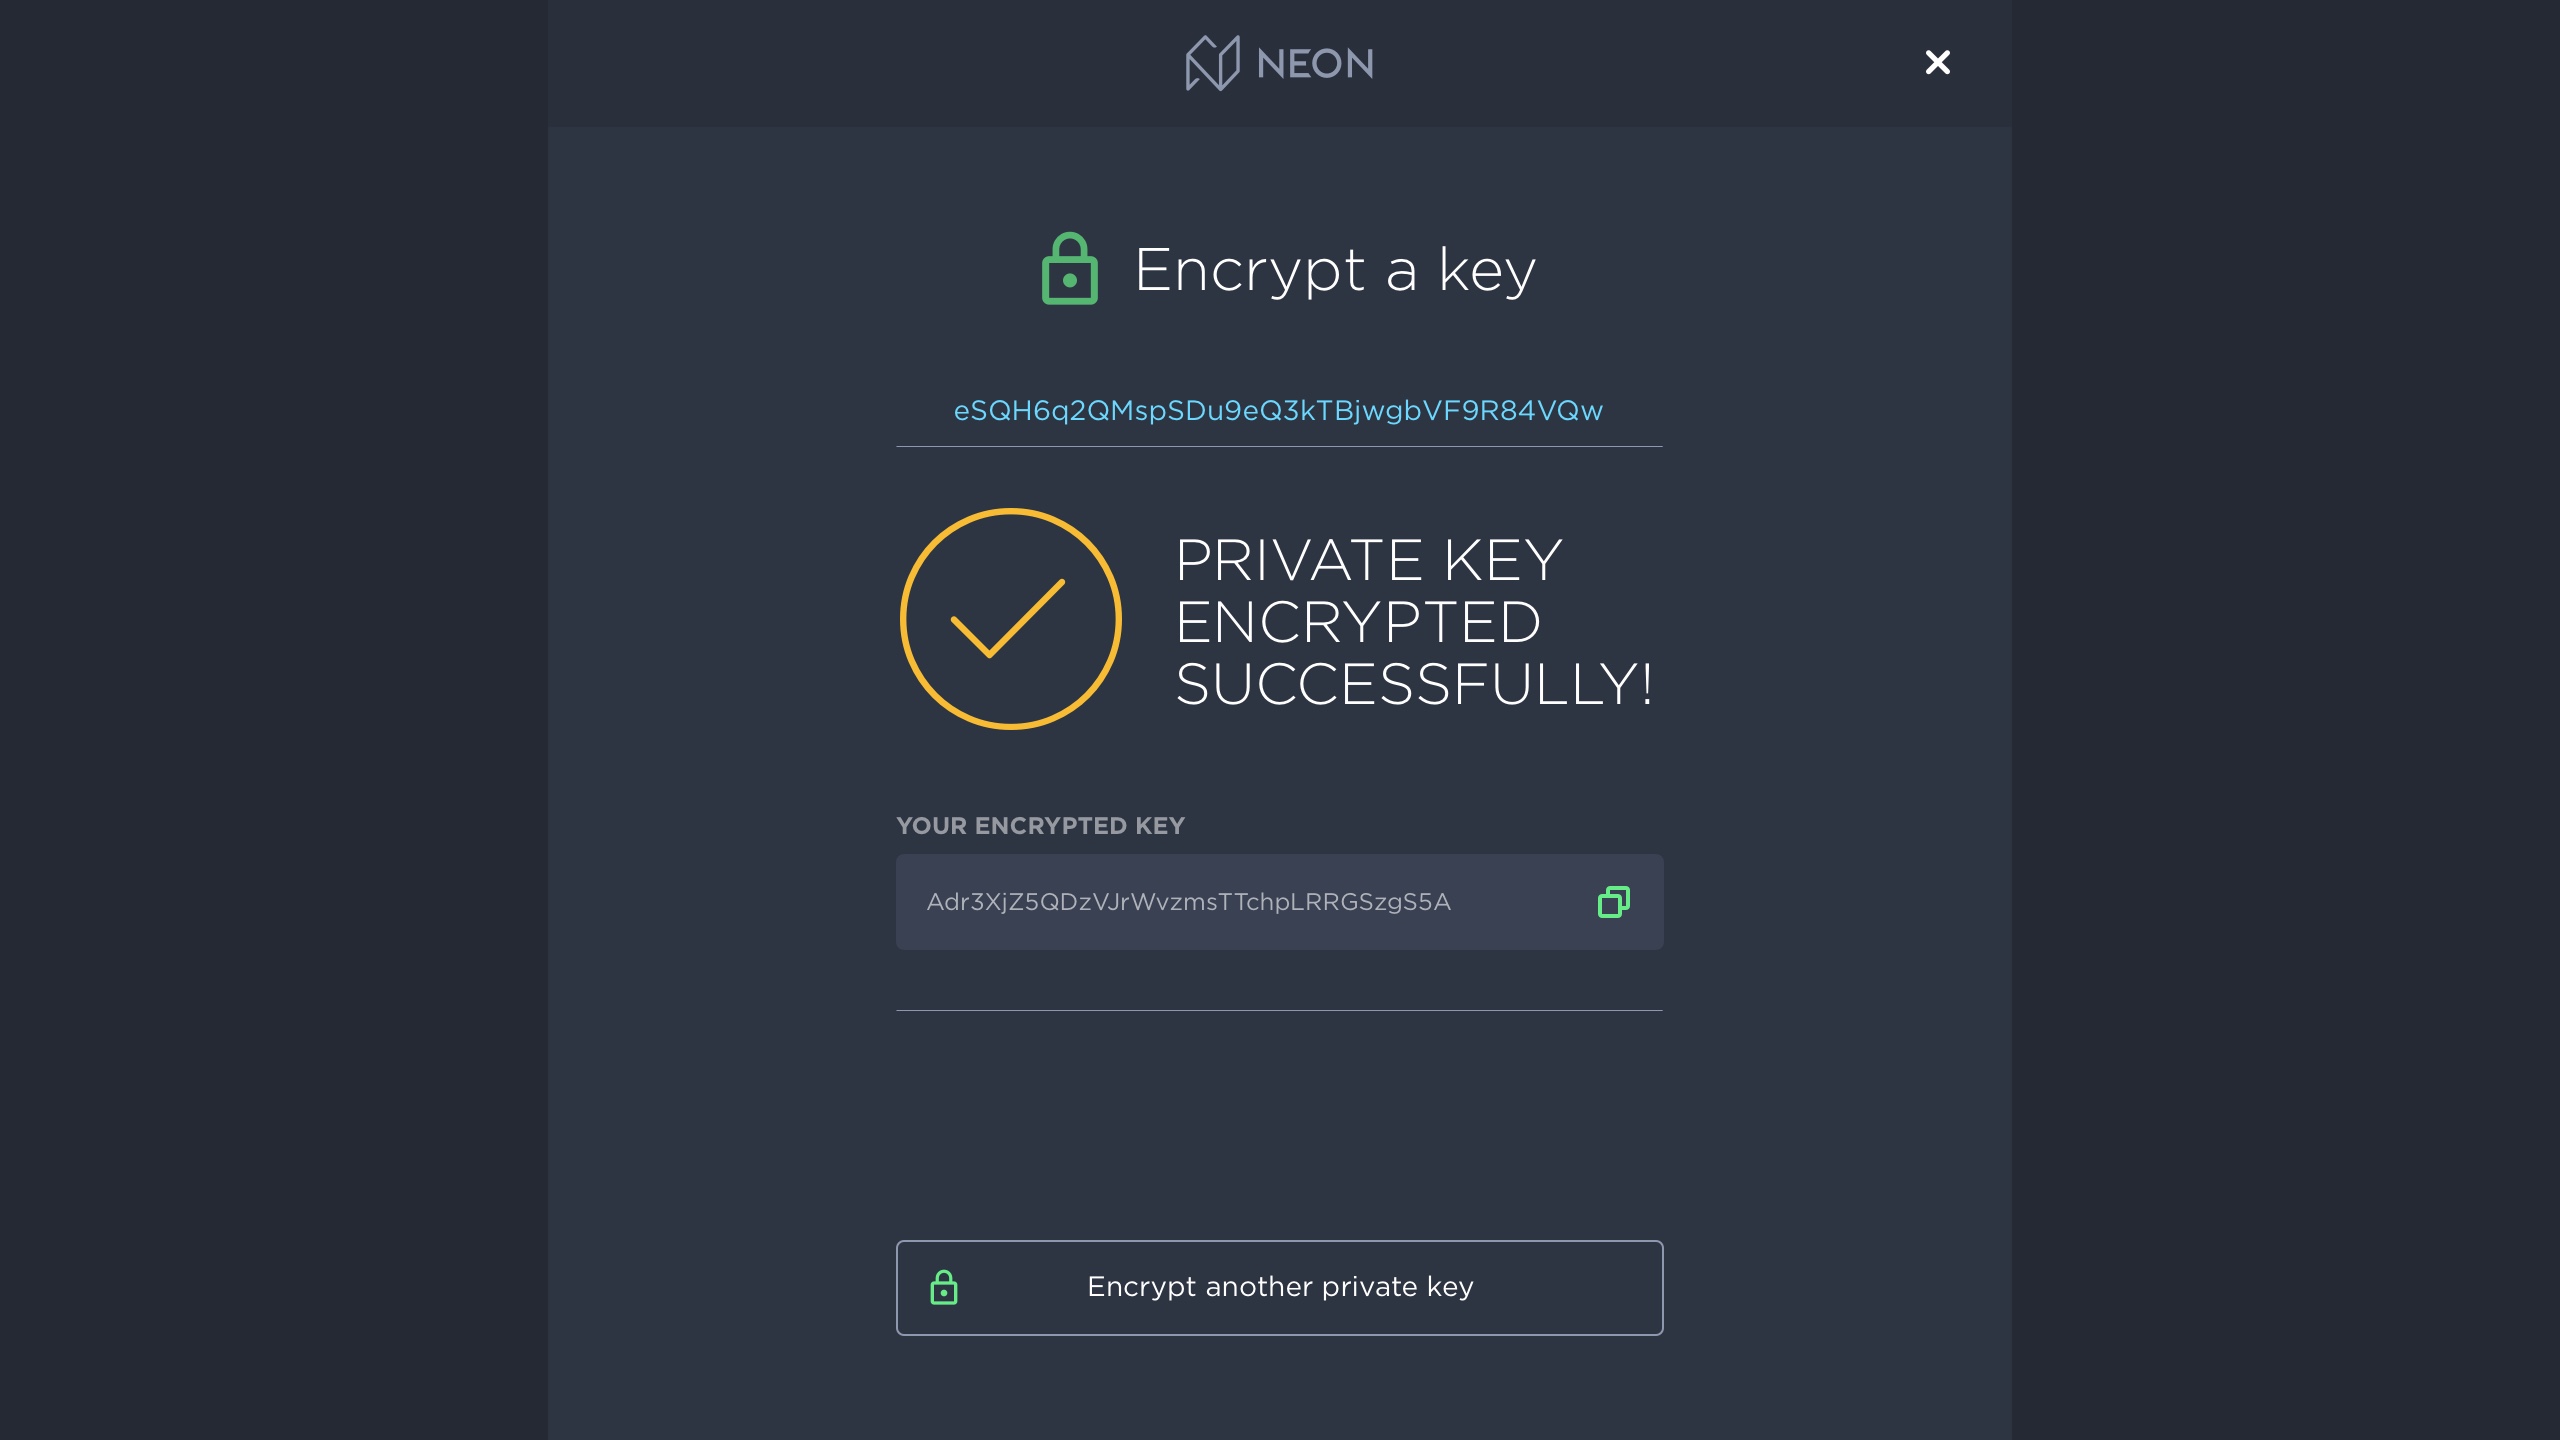 NEON
Encrypt a key
eSQH6q2QMspSDu9eQ3kTBjwgbVF9R84VQw
PRIVATE KEY
ENCRYPTED
SUCCESSFULLY!
YOUR ENCRYPTED KEY
Adr3XjZ5QDzVJrWvzmsTTchpLRRGSzgS5A
Encrypt another private key